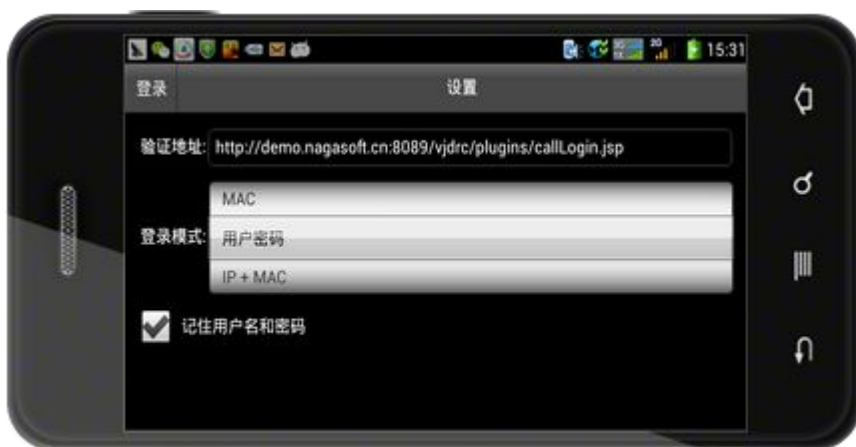 15:31
登录
设置
验证地址: http://demo.nagasoft.cn:8089/vjdrc/plugins/callLogin.jsp
MAC
登录模式: 用户密码
IP + MAC
记住用户名和密码